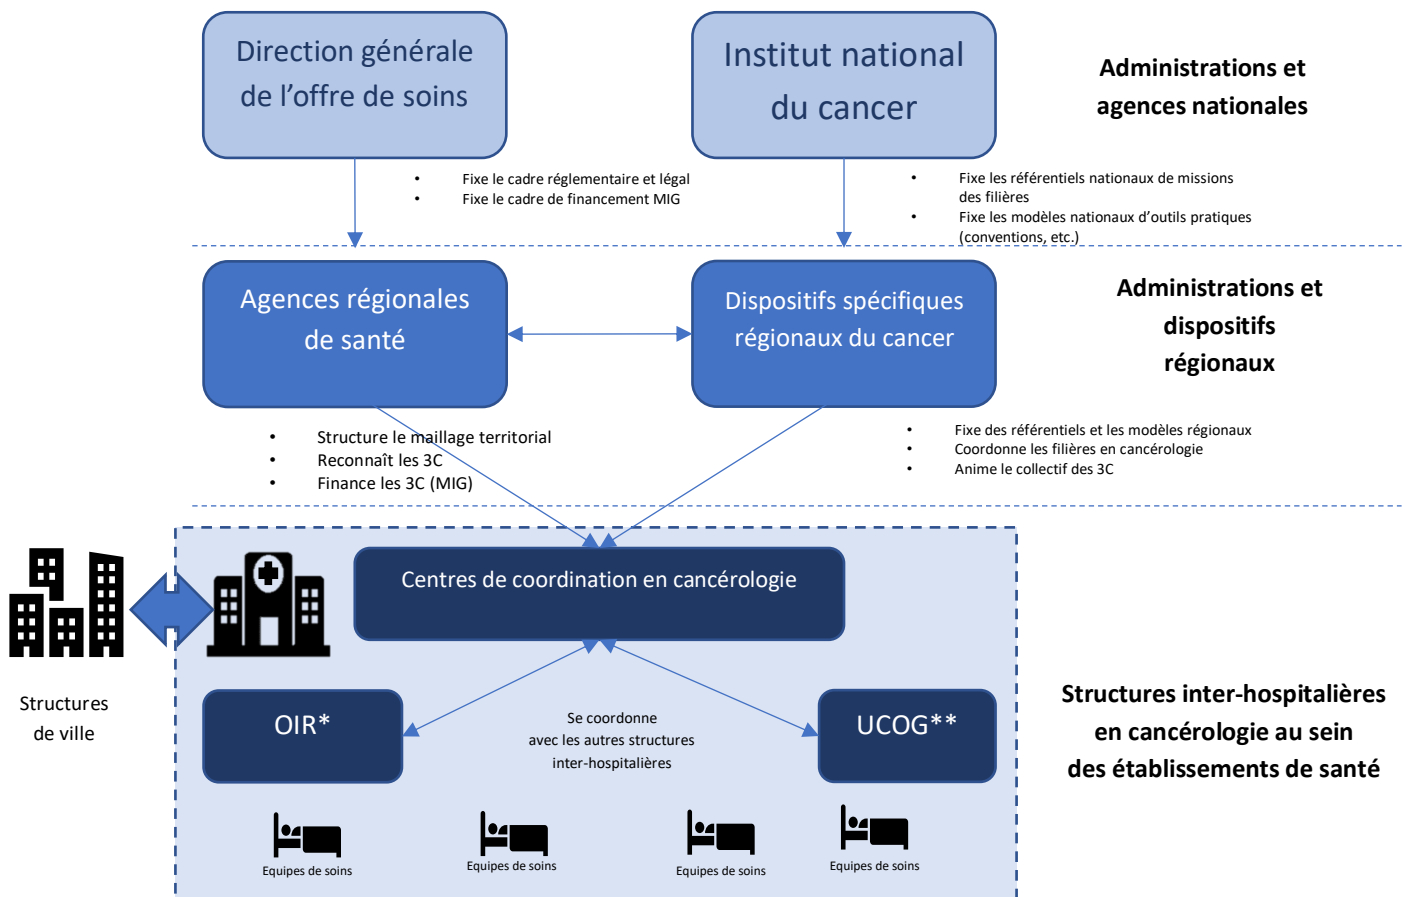 Direction générale
de l’offre de soins
Institut national
du cancer
Administrations et
agences nationales
• Fixe le cadre réglementaire et légal
• Fixe le cadre de financement MIG
• Fixe les référentiels nationaux de missions
des filières
• Fixe les modèles nationaux d’outils pratiques
(conventions, etc.)
Agences régionales
de santé
Dispositifs spécifiques
régionaux du cancer
Administrations et
dispositifs
régionaux
• Structure le maillage territorial
• Reconnaît les 3C
• Finance les 3C (MIG)
• Fixe des référentiels et les modèles régionaux
• Coordonne les filières en cancérologie
• Anime le collectif des 3C
Centres de coordination en cancérologie
Structures
de ville
OIR*
Se coordonne
avec les autres structures
inter-hospitalières
UCOG**
Structures inter-hospitalières
en cancérologie au sein
des établissements de santé
Equipes de soins
Equipes de soins
Equipes de soins
Equipes de soins